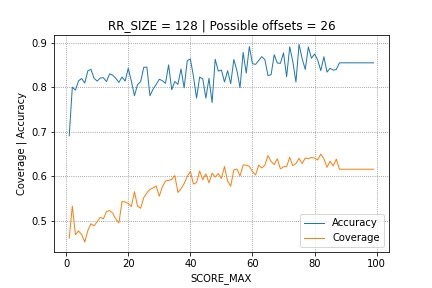 RR_SIZE = 128 | Possible offsets = 26
Coverage | Accuracy
0.9
0.8
0.7
0.6
0.5
Accuracy
Coverage
0 20 40 60 80 100
SCORE_MAX